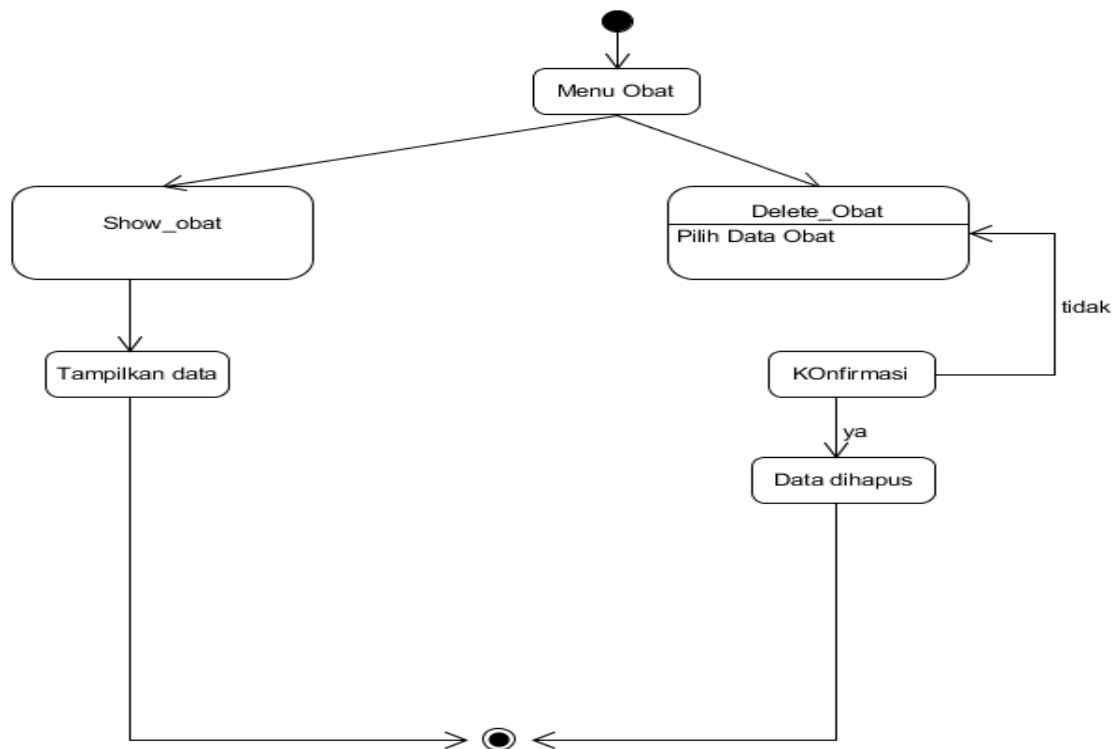 Menu Obat
Show_obat
Delete_Obat
Pilih Data Obat
tidak
Tampilkan data
KOnfirmasi
ya
Data dihapus